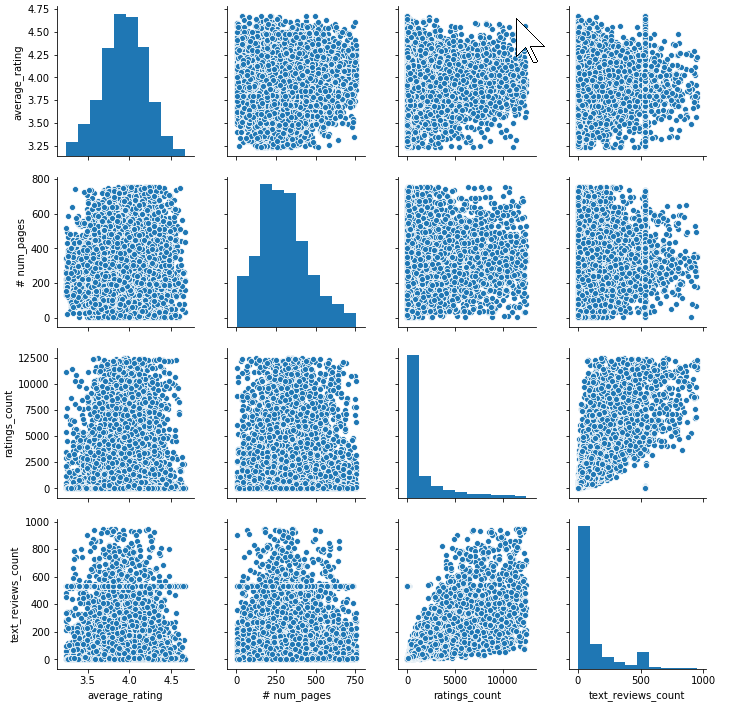 4.75
4.50
4.25
4.00
3.75
3.50
3.25
average_rating
800
600
400
200
0
# num_pages
12500
10000
7500
5000
2500
0
ratings_count
1000
800
600
400
200
0
text_reviews_count
3.5 4.0 4.5
average_rating
0 250 500 750
# num_pages
0 5000 10000
ratings_count
0 500 1000
text_reviews_count